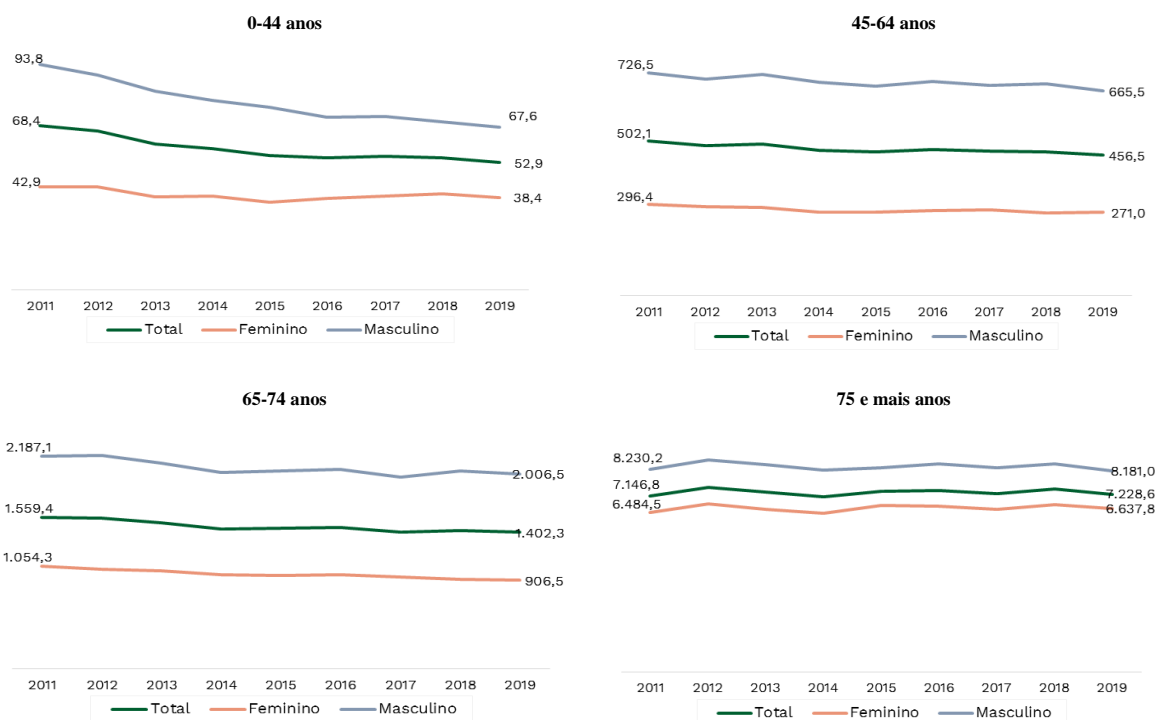 0-44 anos
93,8
68,4
42,9
67,6
52,9
38,4
2011 2012 2013 2014 2015 2016 2017 2018 2019
Total Feminino Masculino
45-64 anos
726,5
502,1
296,4
665,5
456,5
271,0
2011 2012 2013 2014 2015 2016 2017 2018 2019
Total Feminino Masculino
65-74 anos
2.187,1
1.559,4
1.054,3
2.006,5
1.402,3
906,5
2011 2012 2013 2014 2015 2016 2017 2018 2019
Total Feminino Masculino
75 e mais anos
8.230,2
7.146,8
6.484,5
8.181,0
7.228,6
6.637,8
2011 2012 2013 2014 2015 2016 2017 2018 2019
Total Feminino Masculino